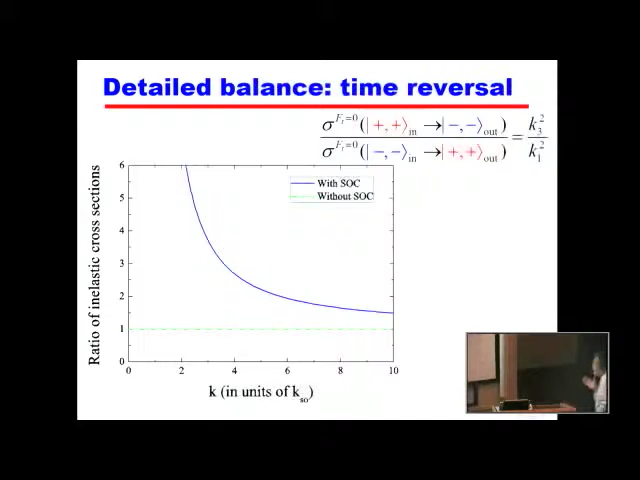 Detailed balance: time reversal
σ^{F_t=0}(|+,+⟩_in → |−,−⟩_out) / σ^{F_t=0}(|−,−⟩_in → |+,+⟩_out) = k_3^2 / k_1^2
With SOC
Without SOC
6
5
4
3
2
1
0
Ratio of inelastic cross sections
0 2 4 6 8 10
k (in units of k_so)